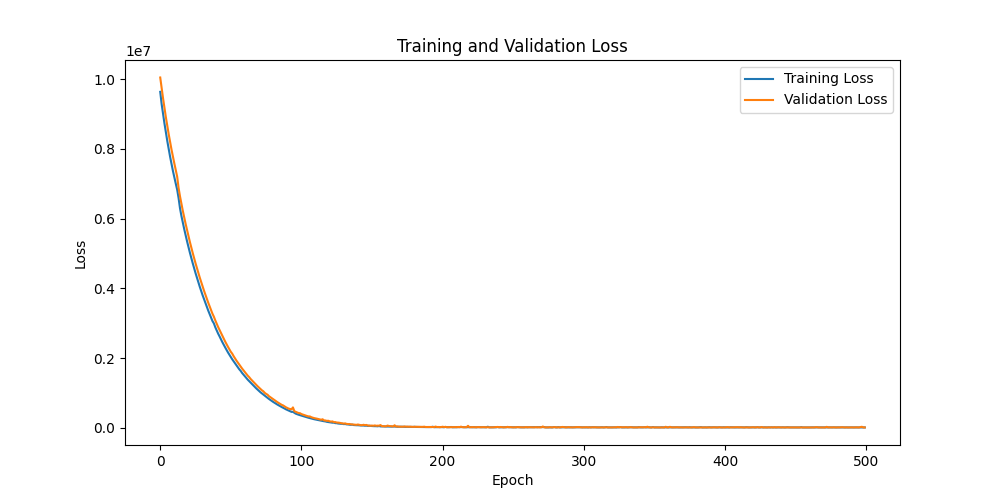 Training and Validation Loss
1e7
Training Loss
Validation Loss
1.0
0.8
0.6
0.4
0.2
0.0
Loss
0 100 200 300 400 500
Epoch